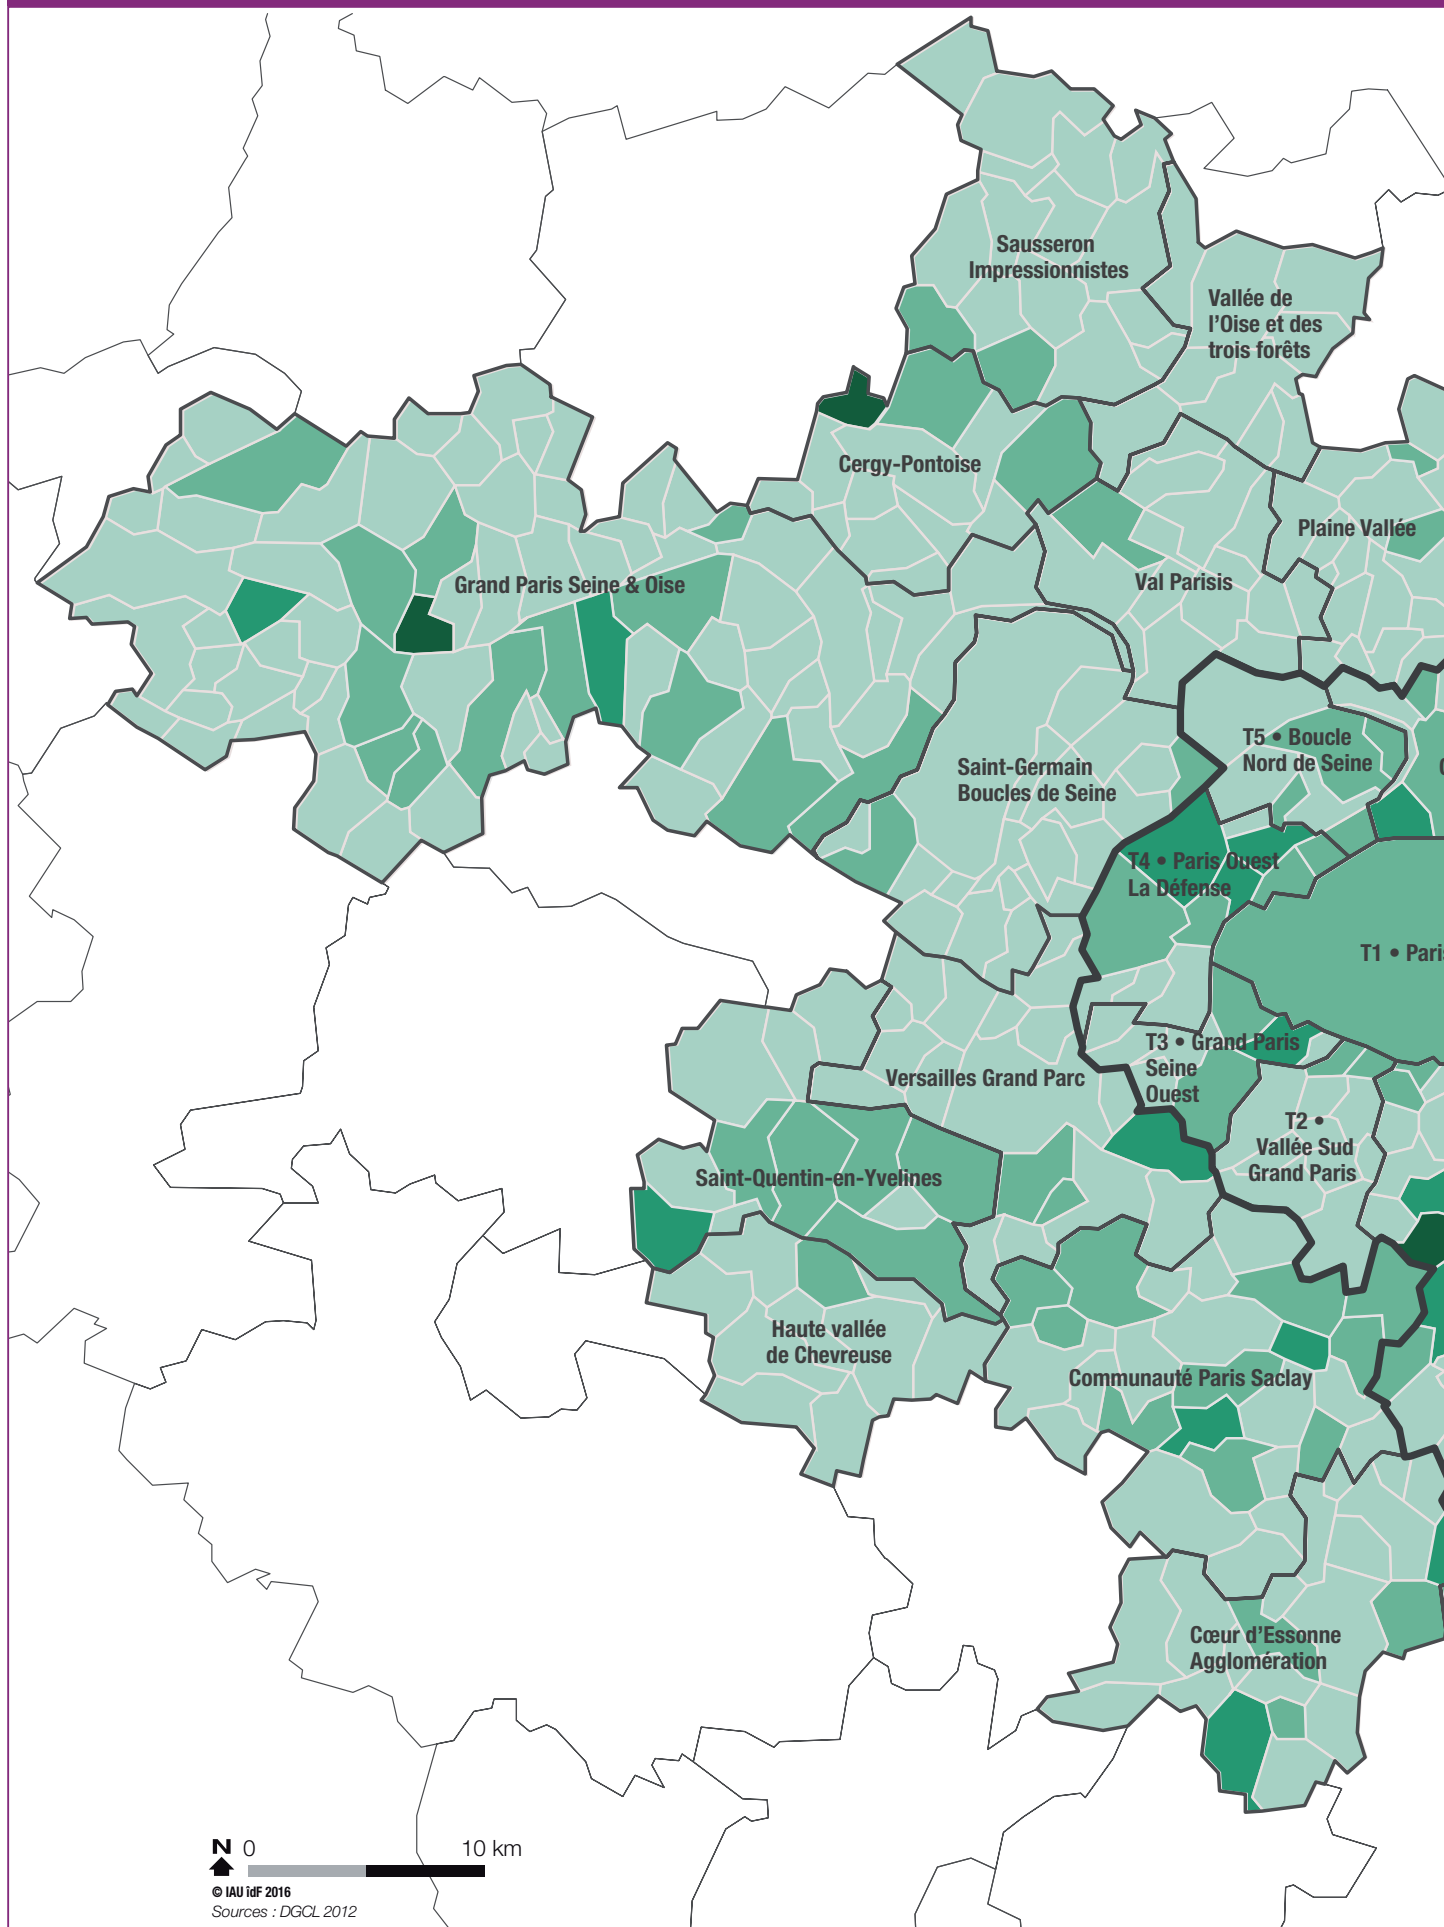 Sausseron
Impressionnistes
Vallée de
l'Oise et des
trois forêts
Cergy-Pontoise
Plaine Vallée
Grand Paris Seine & Oise
Val Parisis
T5 • Boucle
Nord de Seine
Saint-Germain
Boucles de Seine
T4 • Paris Ouest
La Défense
T1 • Paris
T3 • Grand Paris
Seine
Ouest
Versailles Grand Parc
T2 •
Vallée Sud
Grand Paris
Saint-Quentin-en-Yvelines
Haute vallée
de Chevreuse
Communauté Paris Saclay
Cœur d'Essonne
Agglomération
N 0 10 km
© IAU îdF 2016
Sources : DGCL 2012